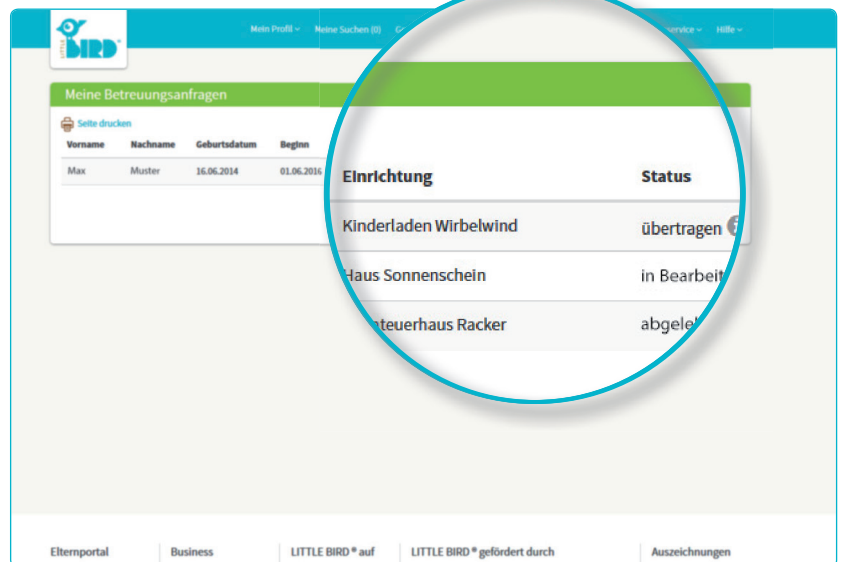 LITTLE BIRD®
Mein Profil Meine Suchen (0) Hilfe
Meine Betreuungsanfragen
Seite drucken
Vorname Nachname Geburtsdatum Beginn
Max Muster 16.06.2014 01.06.2016
Einrichtung Status
Kinderladen Wirbelwind übertragen
Haus Sonnenschein in Bearbeit
teuerhaus Racker abgele
Elternportal Business LITTLE BIRD® auf LITTLE BIRD® gefördert durch Auszeichnungen